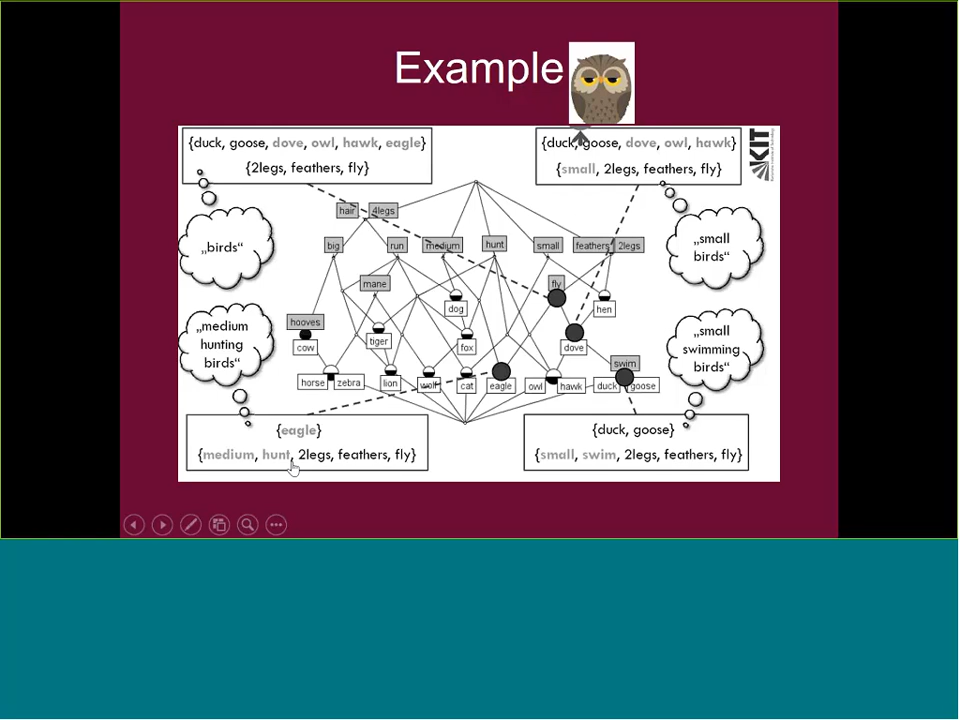 Example
{duck, goose, dove, owl, hawk, eagle}
{2legs, feathers, fly}
{duck, goose, dove, owl, hawk}
{small, 2legs, feathers, fly}
KIT
„birds“
„small
birds“
hair 4legs
big run medium hunt small feathers 2legs
mane fly
dog hen
hooves
cow tiger fox dove
swim
horse zebra lion wolf cat eagle owl hawk duck goose
„medium
hunting
birds“
„small
swimming
birds“
{eagle}
{medium, hunt, 2legs, feathers, fly}
{duck, goose}
{small, swim, 2legs, feathers, fly}